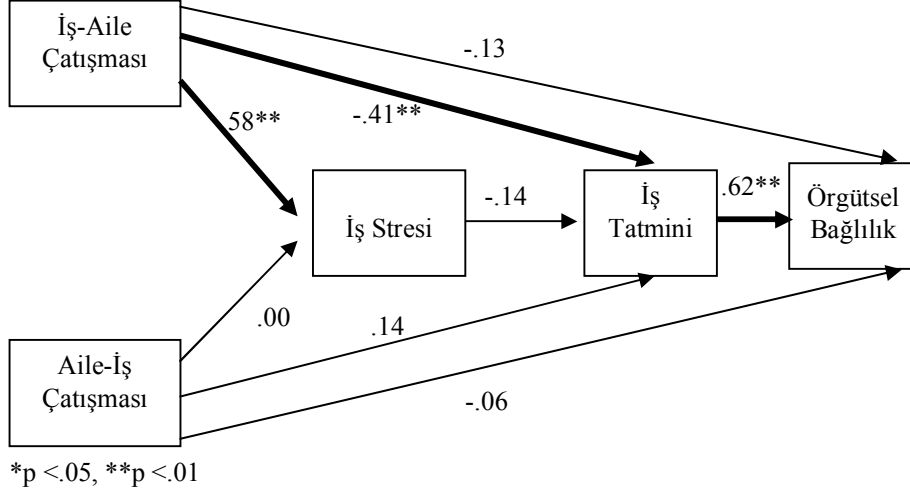 İş-Aile
Çatışması
-.13
58**
-.41**
İş Stresi
-.14
İş
Tatmini
.62**
Örgütsel
Bağlılık
.00
.14
Aile-İş
Çatışması
-.06
*p <.05, **p <.01